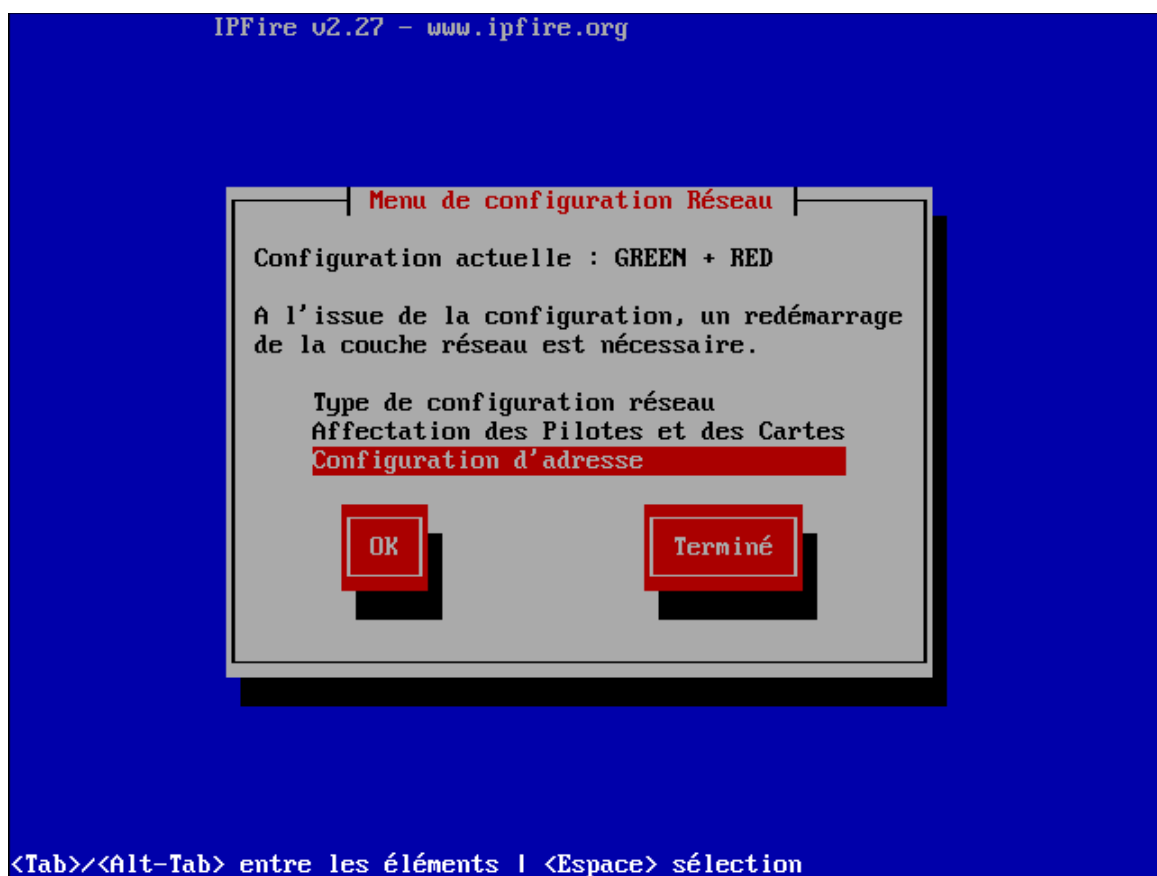 IPFire v2.27 – www.ipfire.org
Menu de configuration Réseau
Configuration actuelle : GREEN + RED
A l'issue de la configuration, un redémarrage
de la couche réseau est nécessaire.
Type de configuration réseau
Affectation des Pilotes et des Cartes
Configuration d'adresse
OK Terminé
<Tab>/<Alt-Tab> entre les éléments | <Espace> sélection